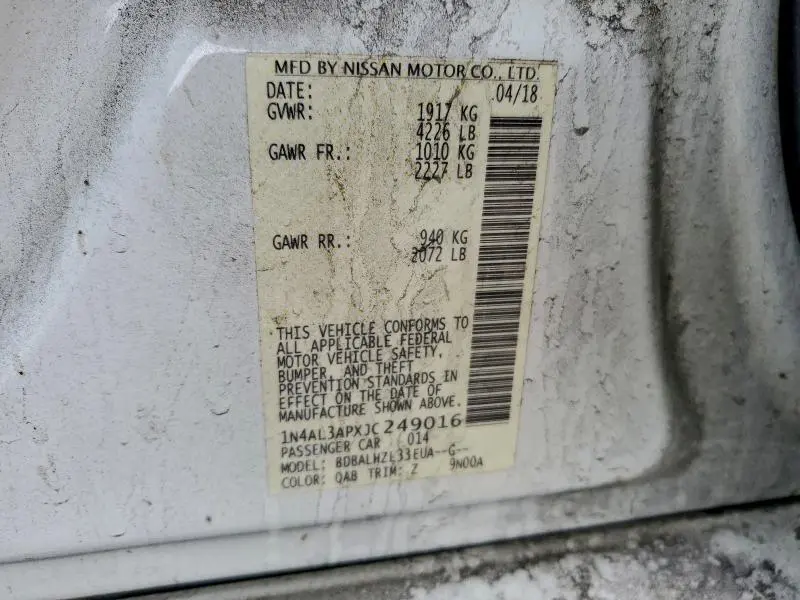 MFD BY NISSAN MOTOR CO., LTD.
DATE: 04/18
GVWR: 1917 KG
4226 LB
GAWR FR.: 1010 KG
2227 LB
GAWR RR.: 940 KG
2072 LB
THIS VEHICLE CONFORMS TO
ALL APPLICABLE FEDERAL
MOTOR VEHICLE SAFETY,
BUMPER, AND THEFT
PREVENTION STANDARDS IN
EFFECT ON THE DATE OF
MANUFACTURE SHOWN ABOVE.
1N4AL3APXJC249016
PASSENGER CAR 014
MODEL: BDBALHZL33EUA--G--
COLOR: QAB TRIM: Z 9N00A